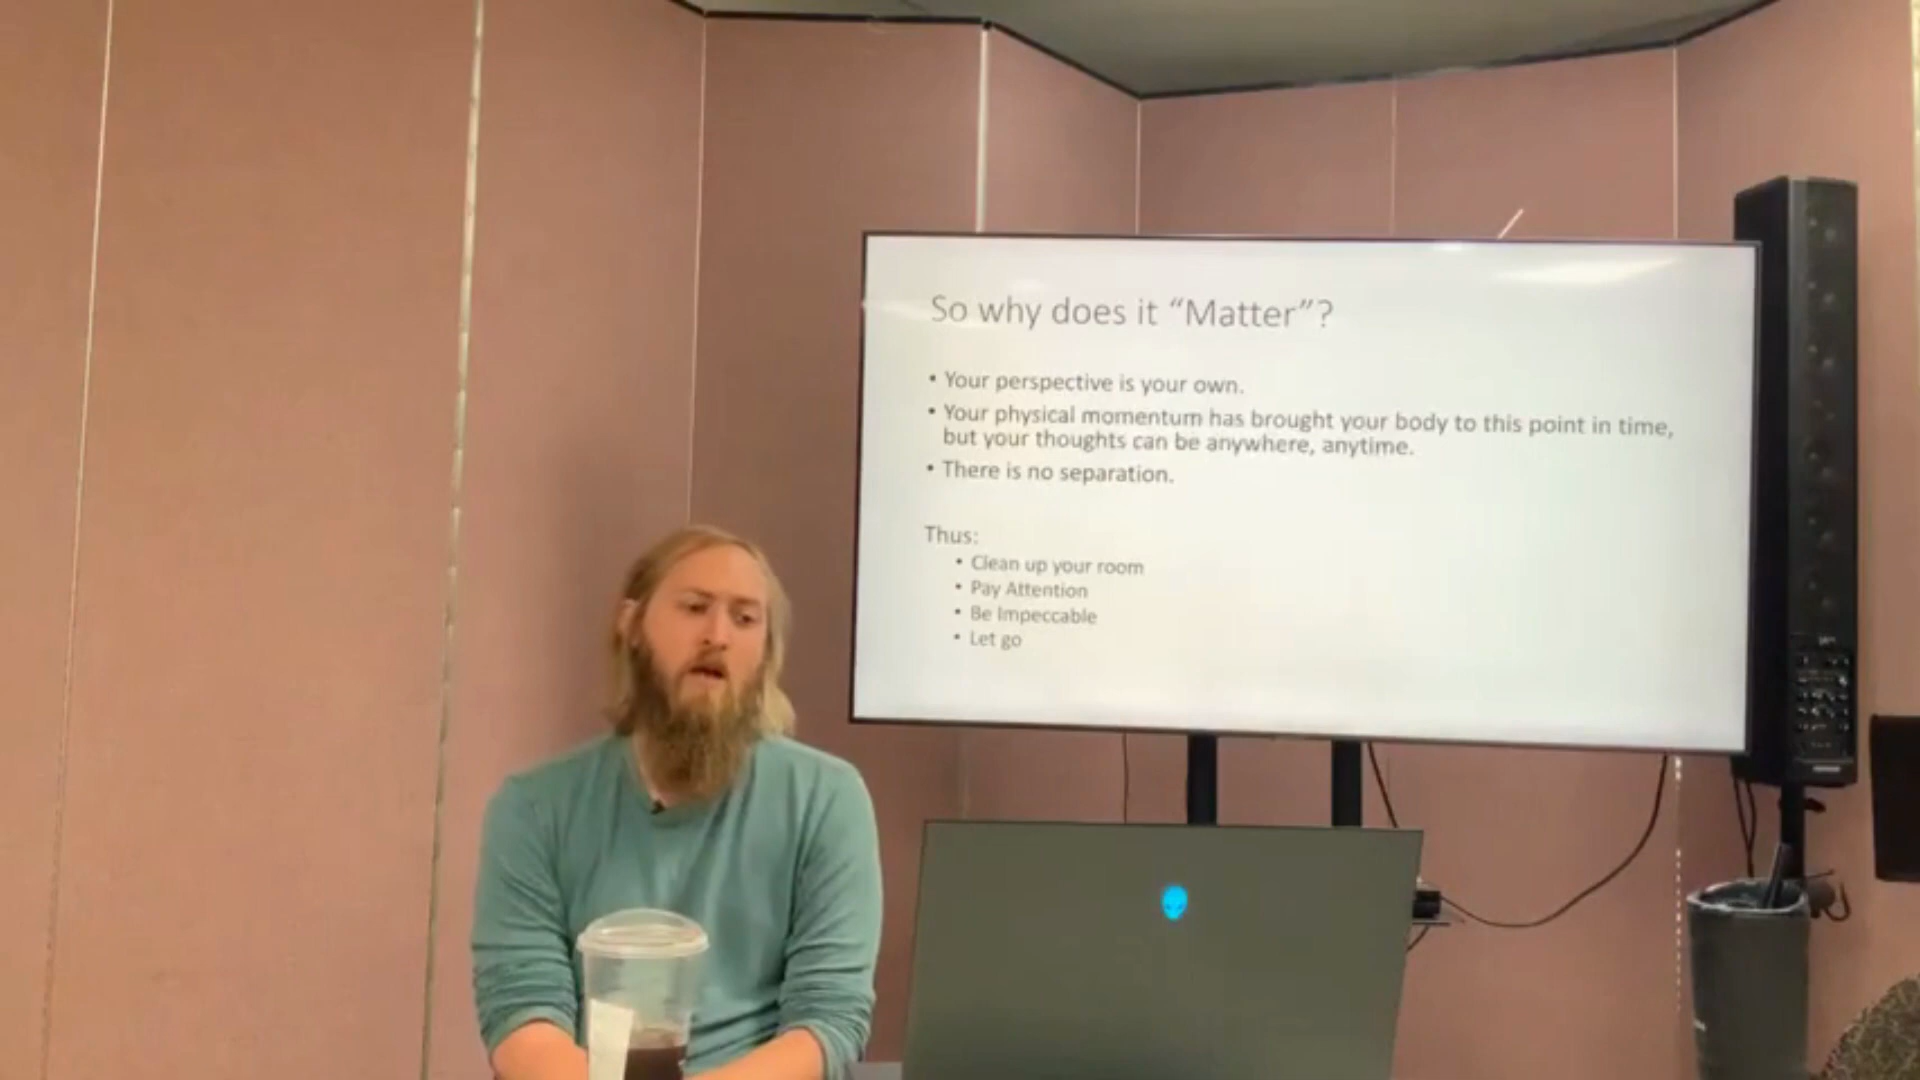 So why does it “Matter”?
• Your perspective is your own.
• Your physical momentum has brought your body to this point in time,
but your thoughts can be anywhere, anytime.
• There is no separation.
Thus:
• Clean up your room
• Pay Attention
• Be Impeccable
• Let go